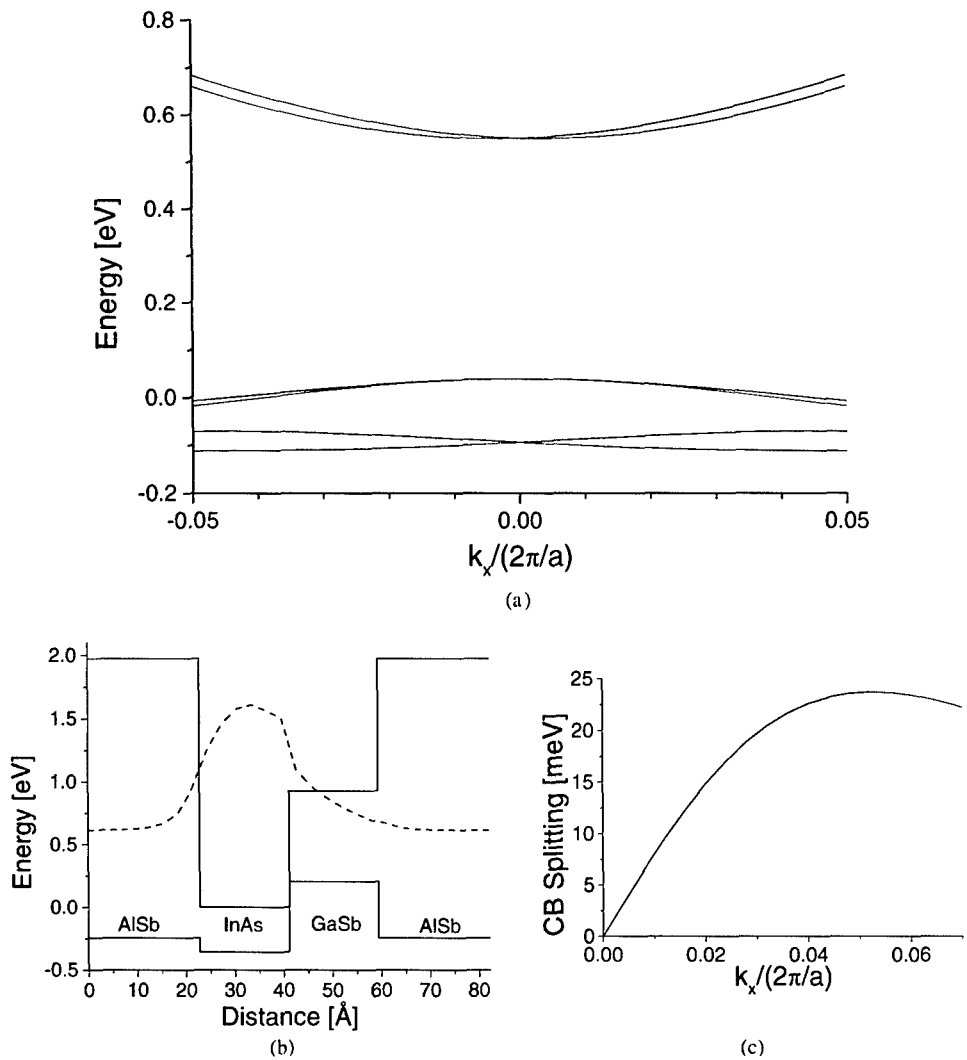 0.8
0.6
0.4
0.2
0.0
-0.2
Energy [eV]
-0.05 0.00 0.05
k_x/(2π/a)
(a)
2.0
1.5
1.0
0.5
0.0
-0.5
Energy [eV]
AlSb InAs GaSb AlSb
0 10 20 30 40 50 60 70 80
Distance [Å]
(b)
25
20
15
10
5
0
CB Splitting [meV]
0.00 0.02 0.04 0.06
k_x/(2π/a)
(c)